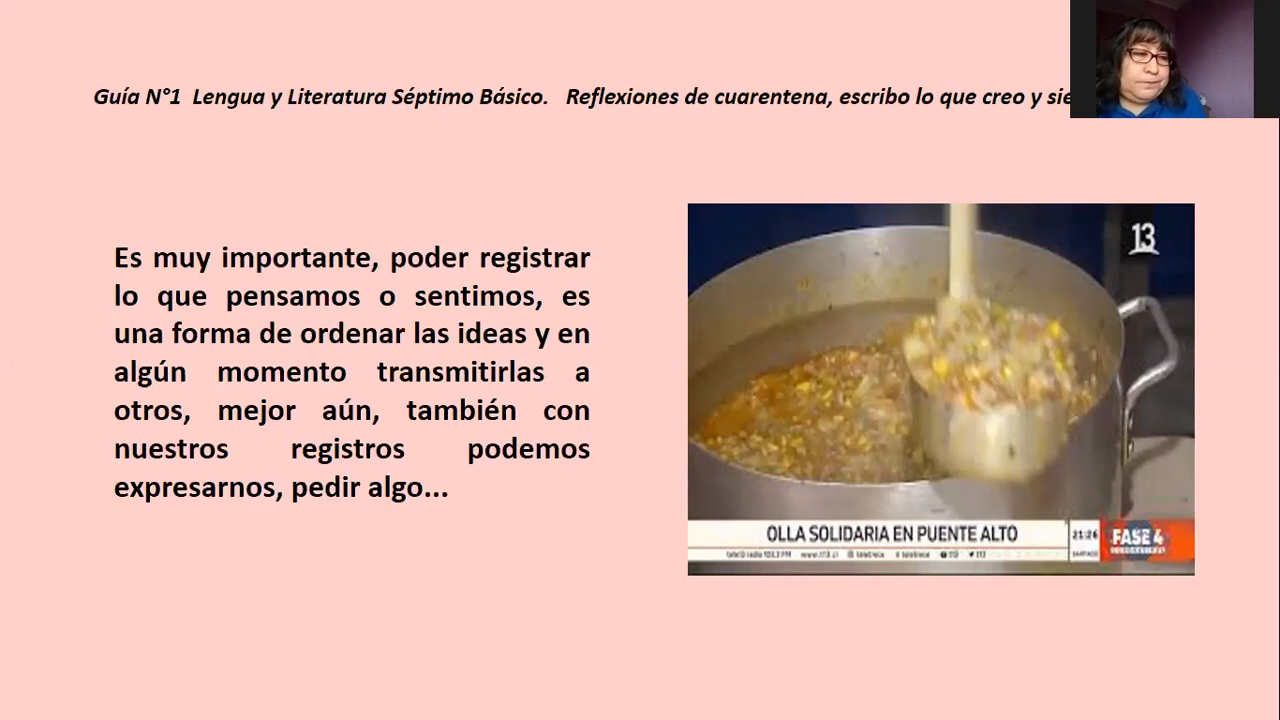 Guía N°1 Lengua y Literatura Séptimo Básico. Reflexiones de cuarentena, escribo lo que creo y
Es muy importante, poder registrar
lo que pensamos o sentimos, es
una forma de ordenar las ideas y en
algún momento transmitirlas a
otros, mejor aún, también con
nuestros registros podemos
expresarnos, pedir algo...
13
OLLA SOLIDARIA EN PUENTE ALTO
21:26
SANTIAGO
FASE 4